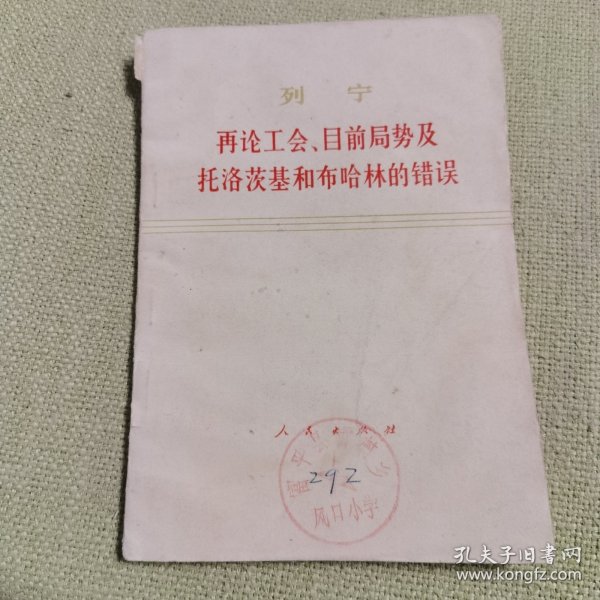 列 宁
再论工会、目前局势及
托洛茨基和布哈林的错误
人民出版社
292
风口小学
孔夫子旧书网
www.kongfz.com